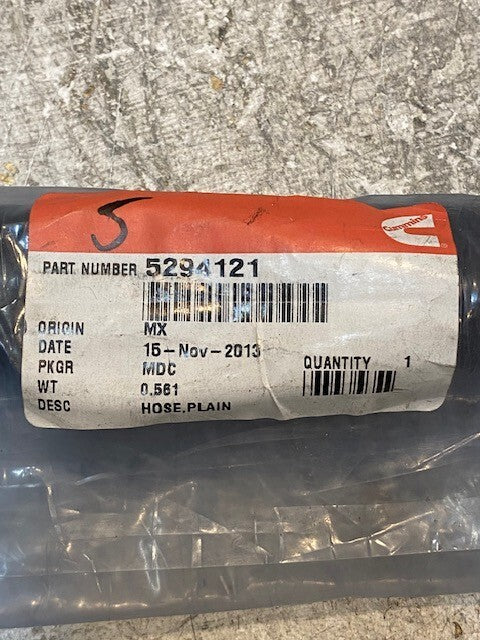 5
Cummins
PART NUMBER 5294121
ORIGIN MX
DATE 15-Nov-2013
PKGR MDC
QUANTITY 1
WT 0.561
DESC HOSE,PLAIN